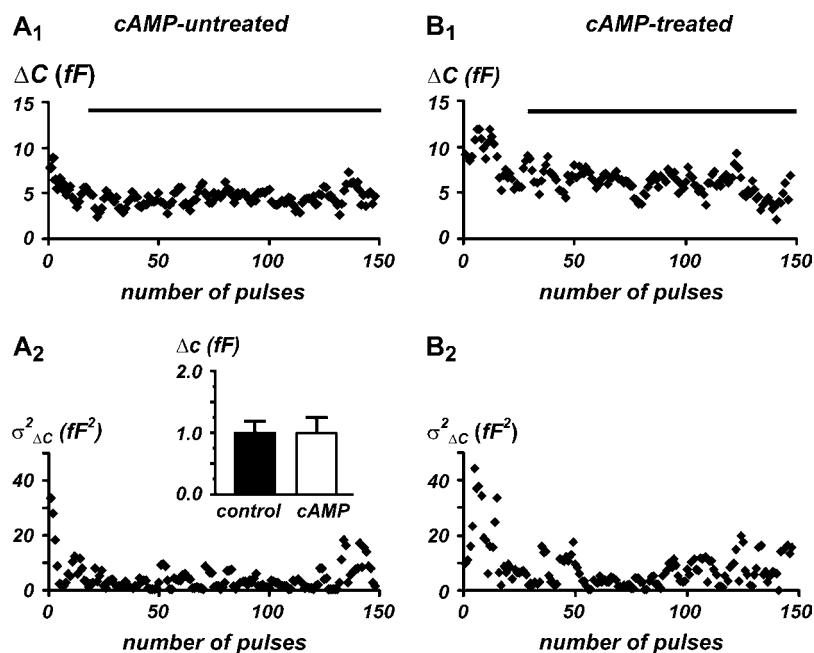 A1 cAMP-untreated
ΔC (fF)
15
10
5
0
0 50 100 150
number of pulses
B1 cAMP-treated
ΔC (fF)
15
10
5
0
0 50 100 150
number of pulses
A2
σ²ΔC (fF²)
40
20
0
0 50 100 150
number of pulses
Δc (fF)
2.0
1.0
0.0
control cAMP
B2
σ²ΔC (fF²)
40
20
0
0 50 100 150
number of pulses